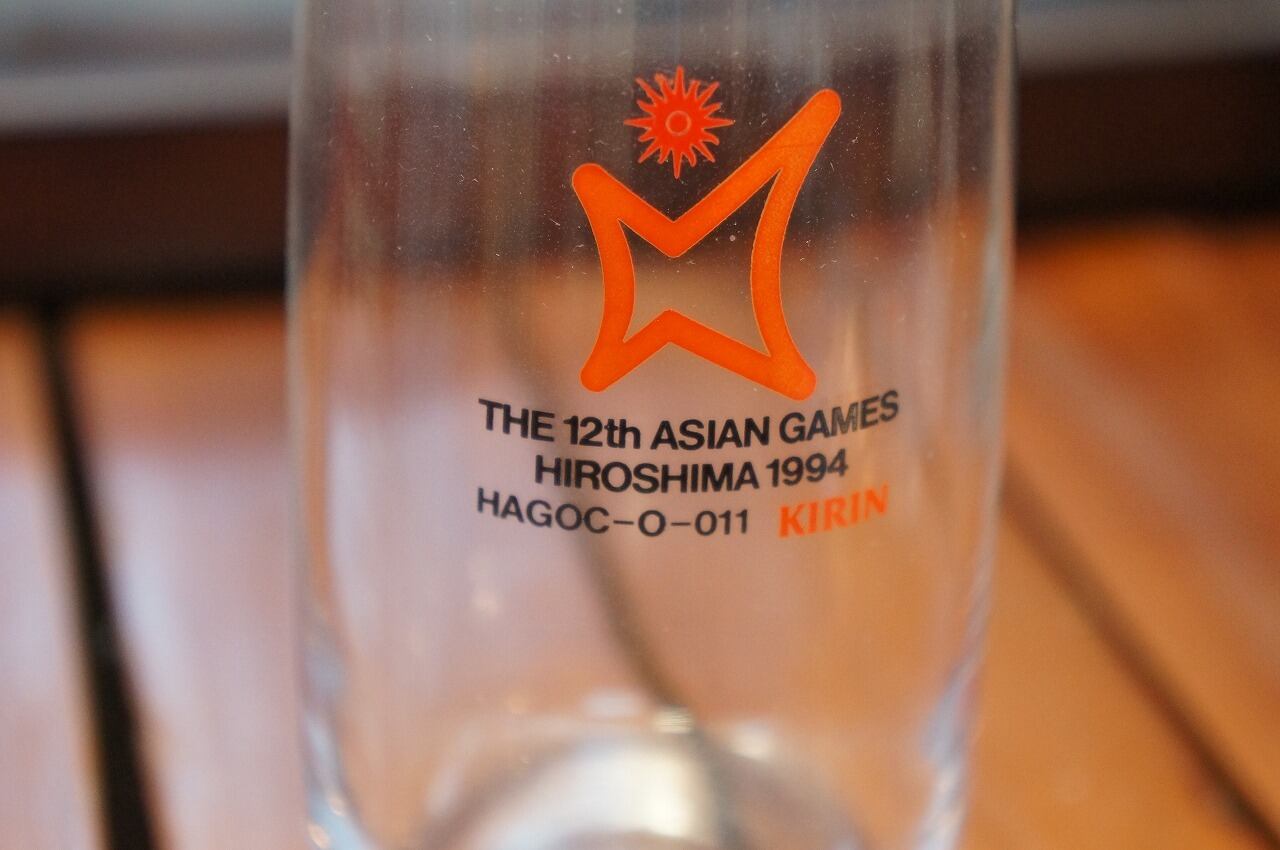 THE 12th ASIAN GAMES
HIROSHIMA 1994
HAGOC-O-011 KIRIN